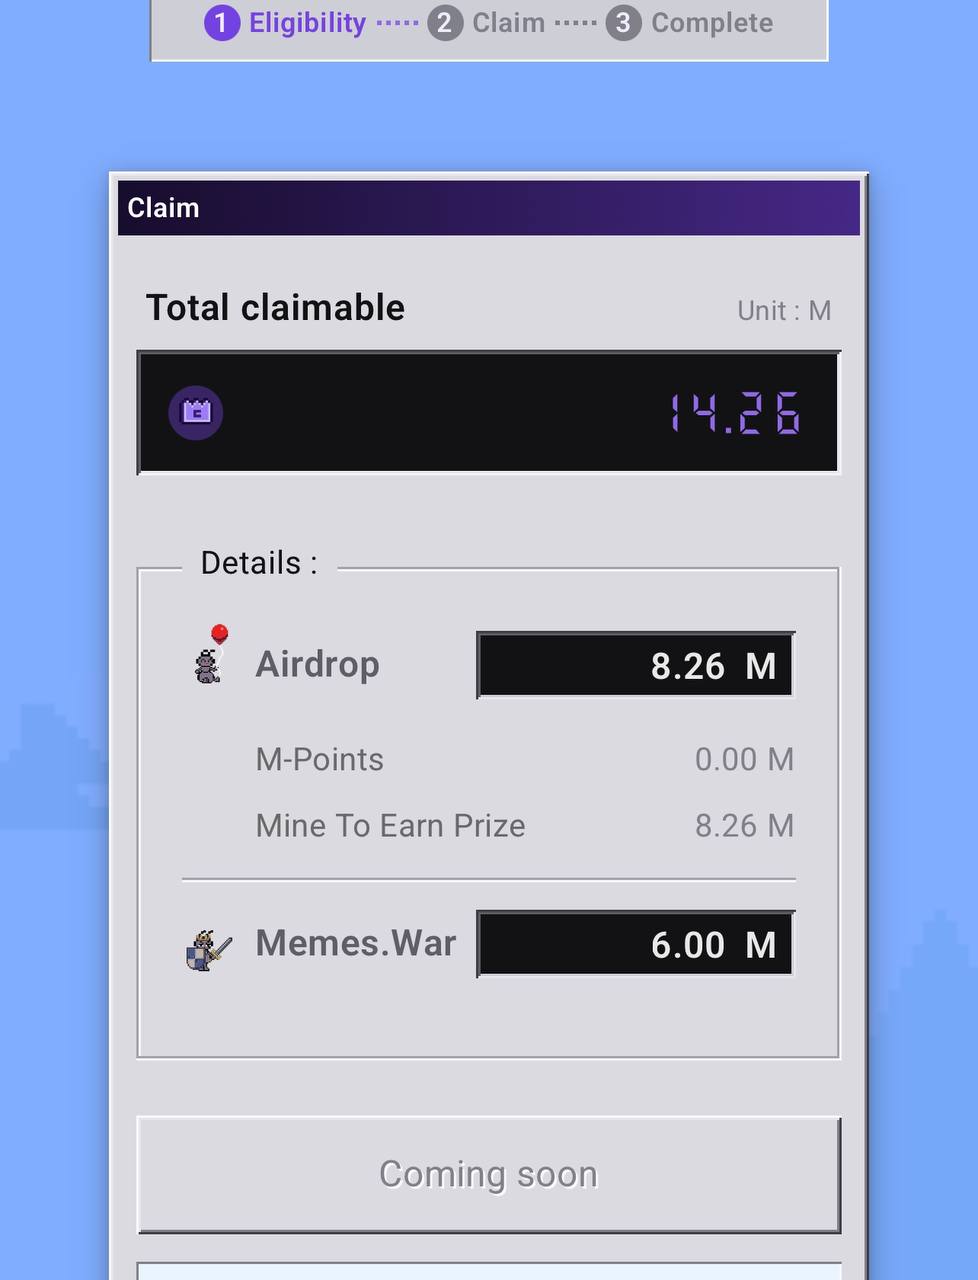 1 Eligibility ····· 2 Claim ····· 3 Complete
Claim
Total claimable Unit : M
14.26
Details :
Airdrop 8.26 M
M-Points 0.00 M
Mine To Earn Prize 8.26 M
Memes.War 6.00 M
Coming soon